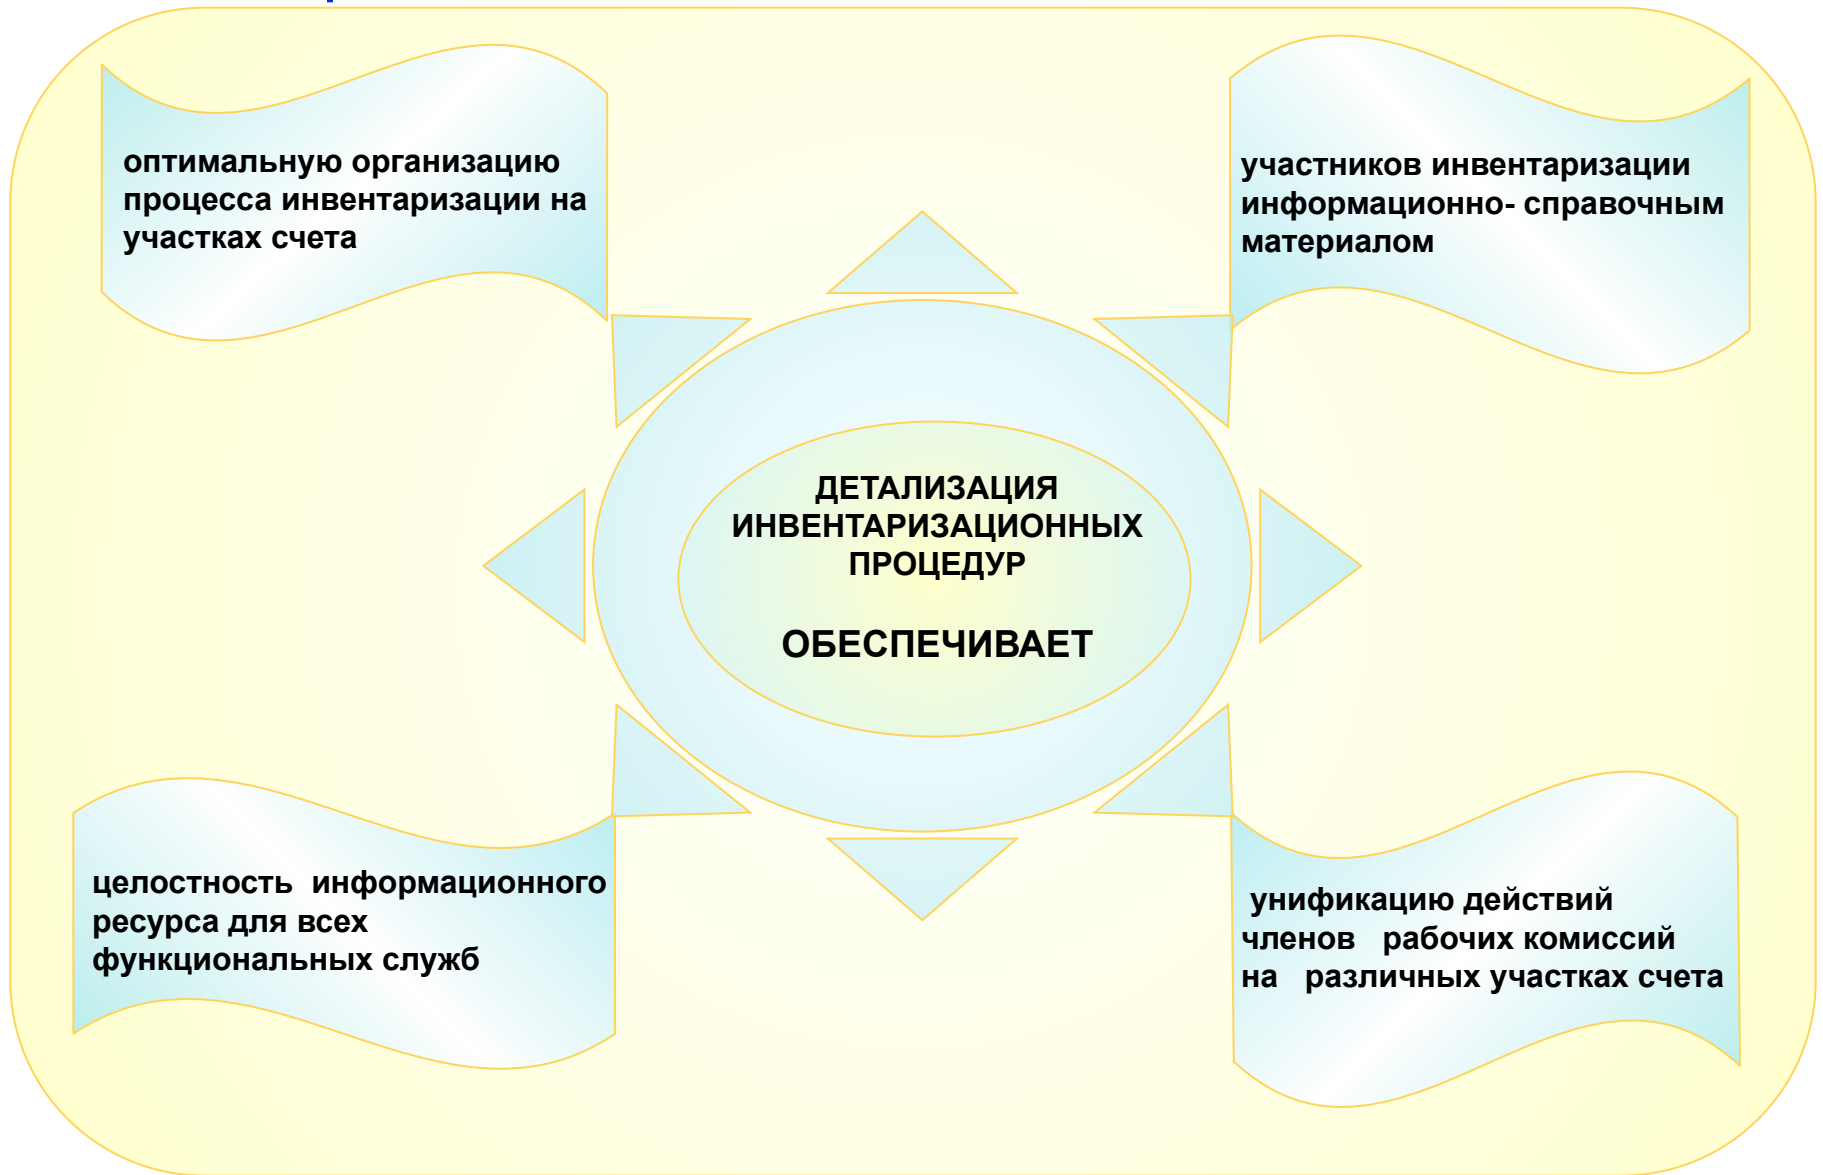 оптимальную организацию
процесса инвентаризации на
участках счета
участников инвентаризации
информационно- справочным
материалом
ДЕТАЛИЗАЦИЯ
ИНВЕНТАРИЗАЦИОННЫХ
ПРОЦЕДУР
ОБЕСПЕЧИВАЕТ
целостность информационного
ресурса для всех
функциональных служб
унификацию действий
членов рабочих комиссий
на различных участках счета